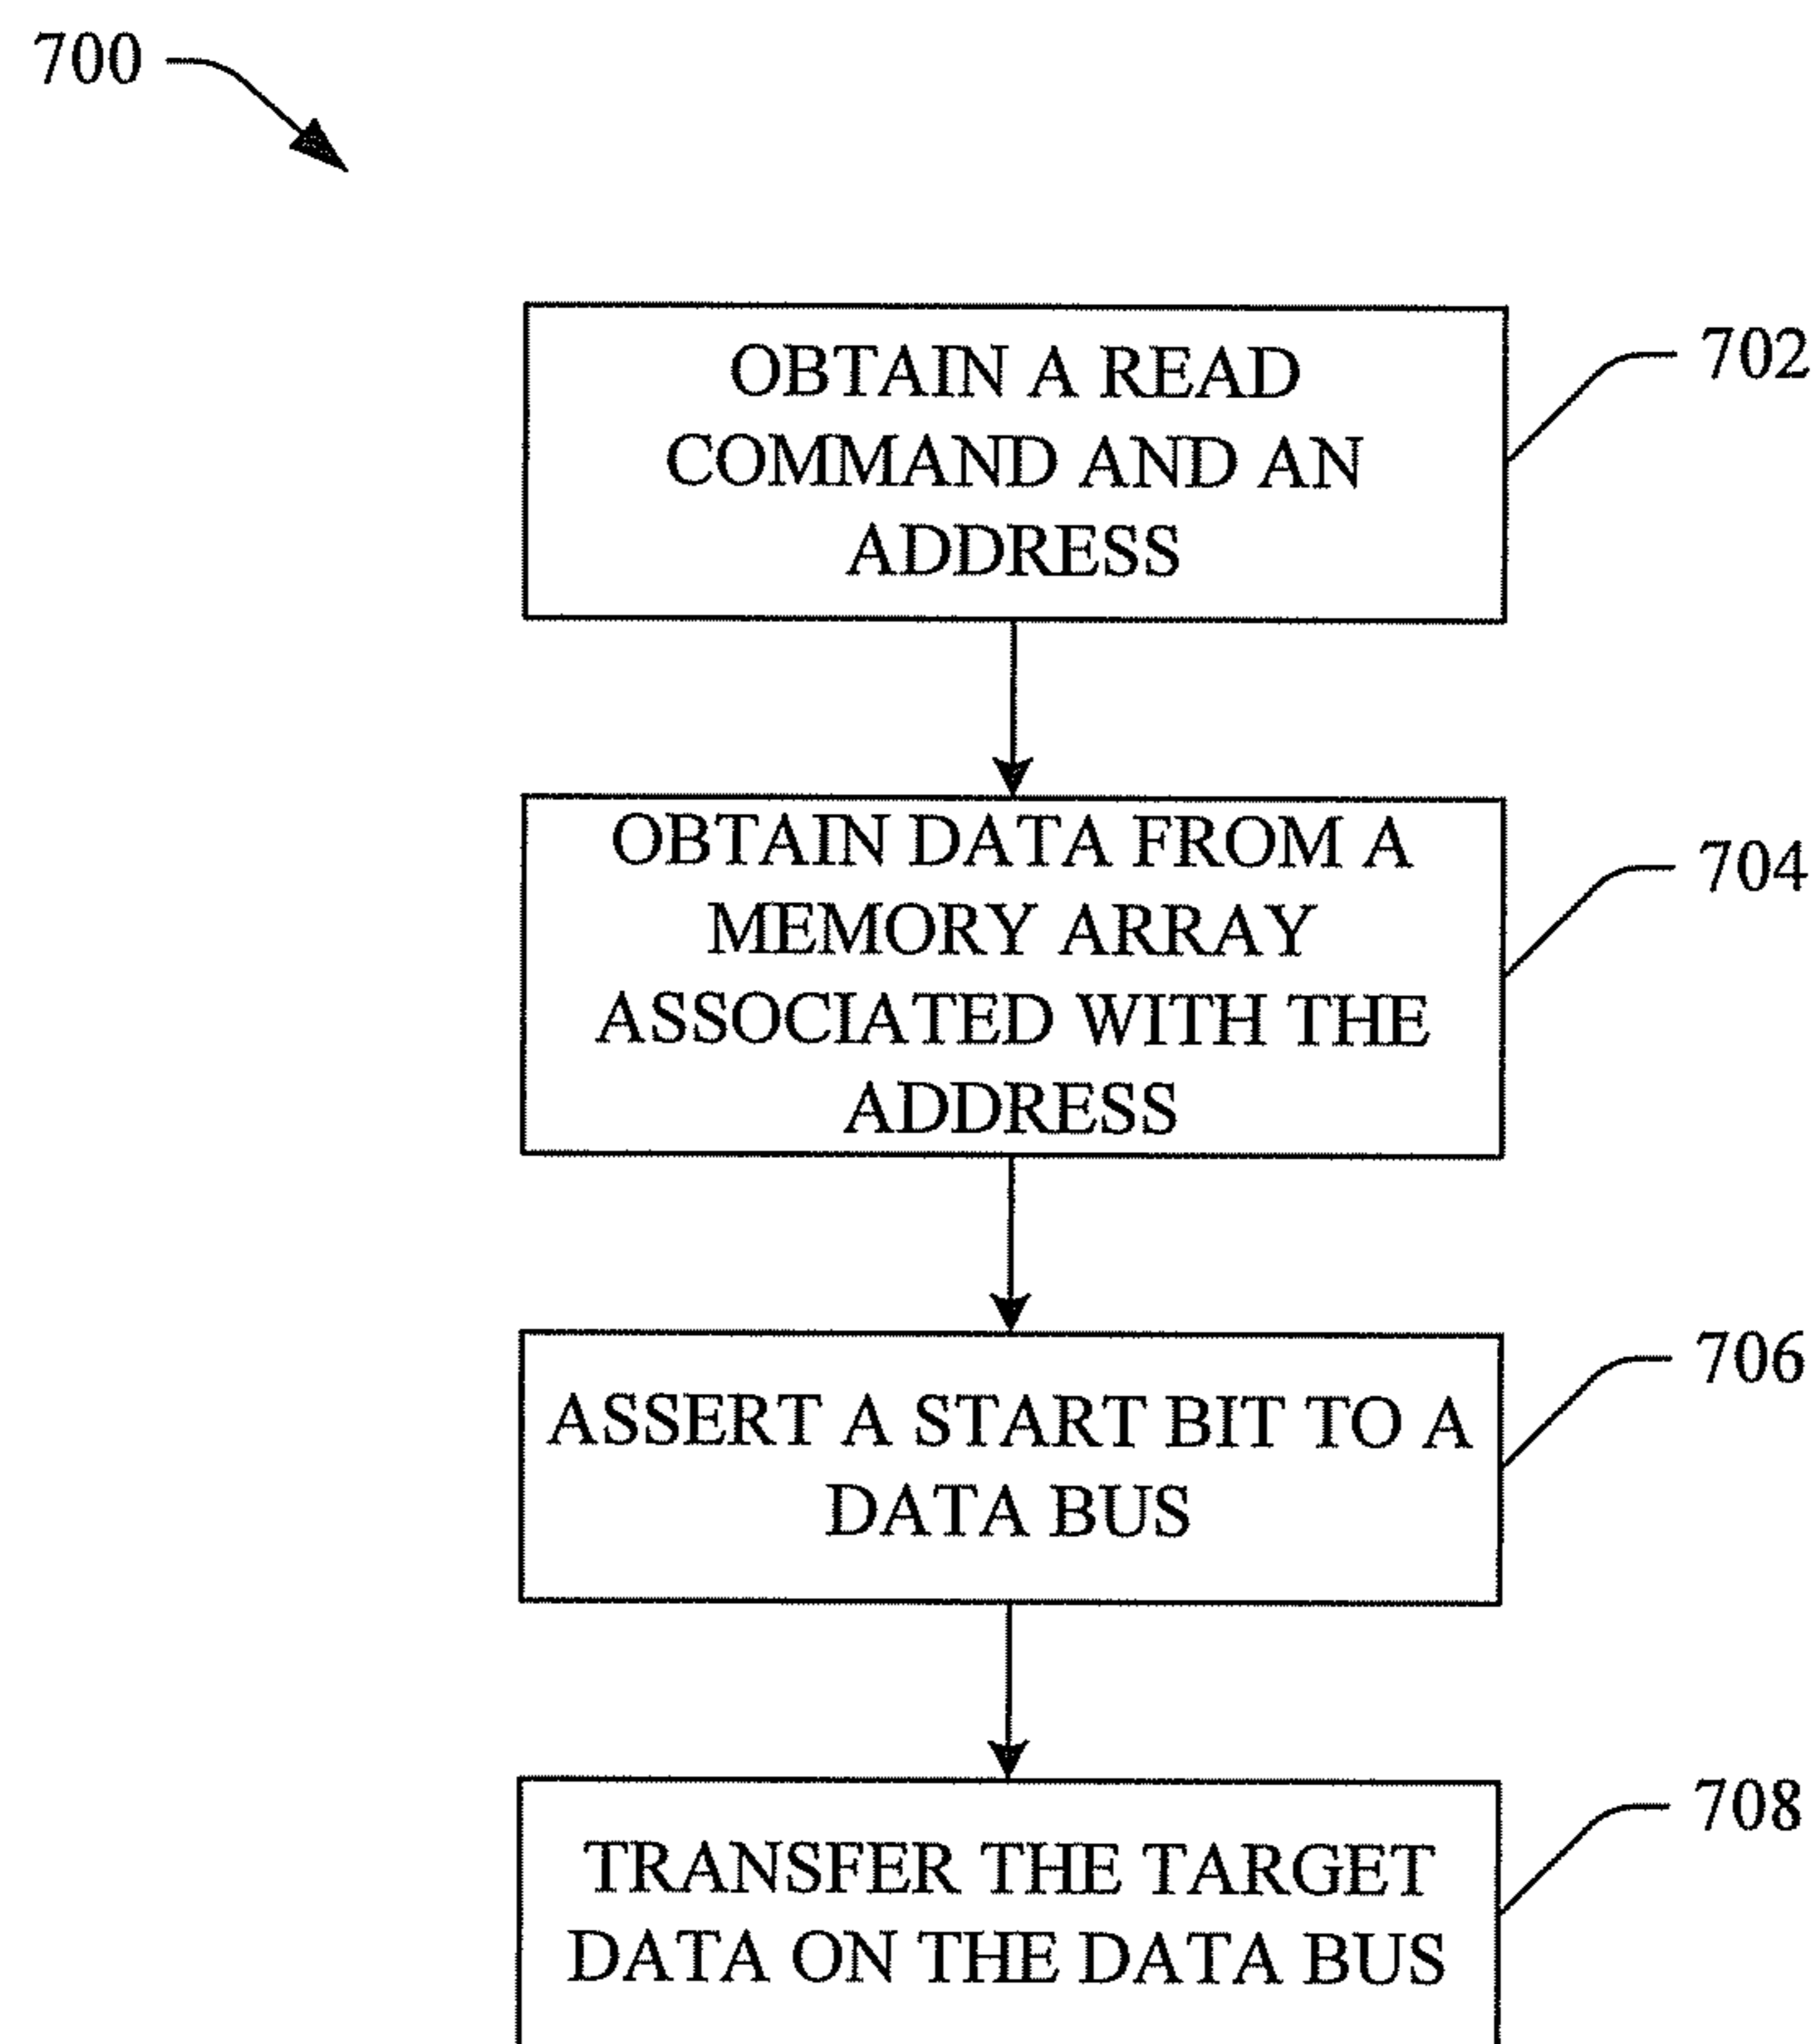 700
OBTAIN A READ
COMMAND AND AN
ADDRESS
702
OBTAIN DATA FROM A
MEMORY ARRAY
ASSOCIATED WITH THE
ADDRESS
704
ASSERT A START BIT TO A
DATA BUS
706
TRANSFER THE TARGET
DATA ON THE DATA BUS
708